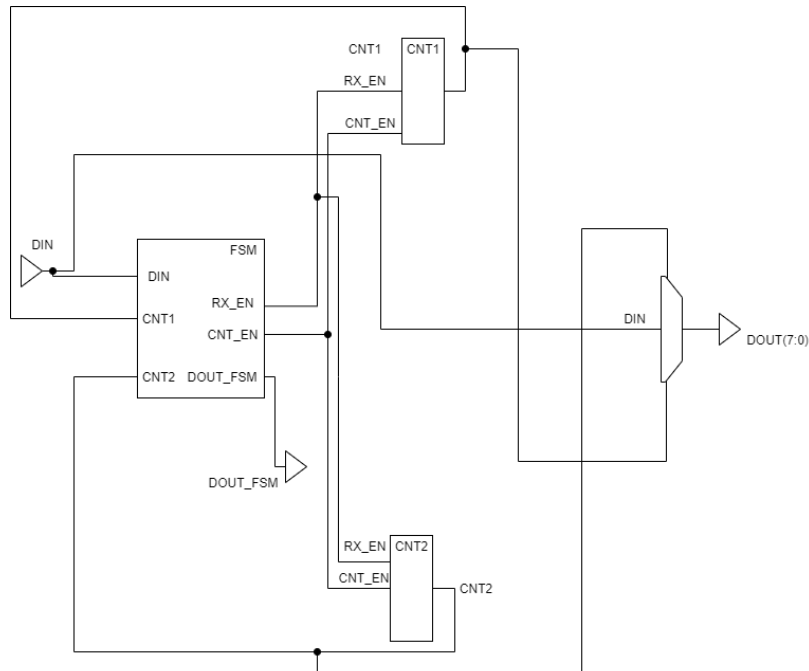 CNT1
CNT1
RX_EN
CNT_EN
DIN
FSM
DIN
RX_EN
CNT1
CNT_EN
DIN
DOUT(7:0)
CNT2
DOUT_FSM
DOUT_FSM
RX_EN
CNT2
CNT_EN
CNT2